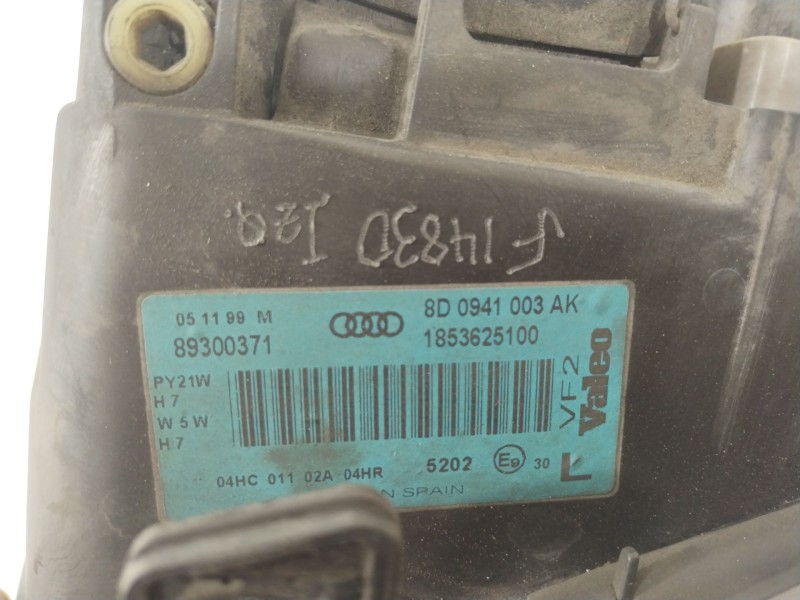 F1483D IZQ.
05 11 99 M
8D 0941 003 AK
89300371
1853625100
PY21W
H7
W5W
H7
VF2
Valeo
04HC 011 02A 04HR 5202 E9 30 L
N SPAIN